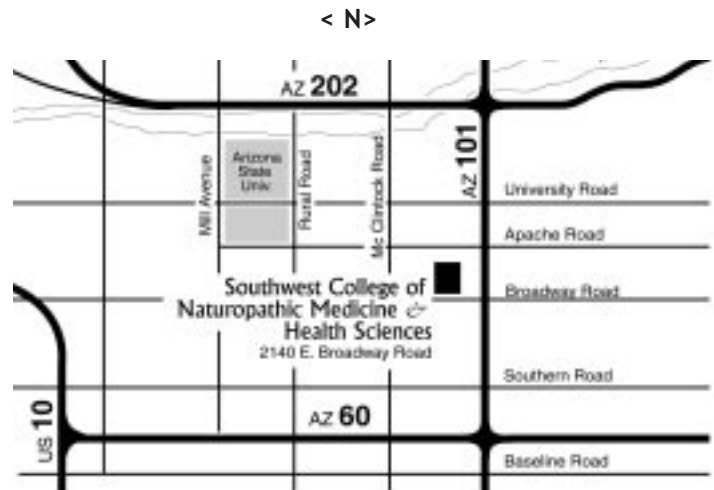 < N>
AZ 202
Arizona
State
Univ.
Mill Avenue
Rural Road
Mc Clintock Road
AZ 101
University Road
Apache Road
Southwest College of
Naturopathic Medicine &
Health Sciences
2140 E. Broadway Road
Broadway Road
Southern Road
US 10
AZ 60
Baseline Road